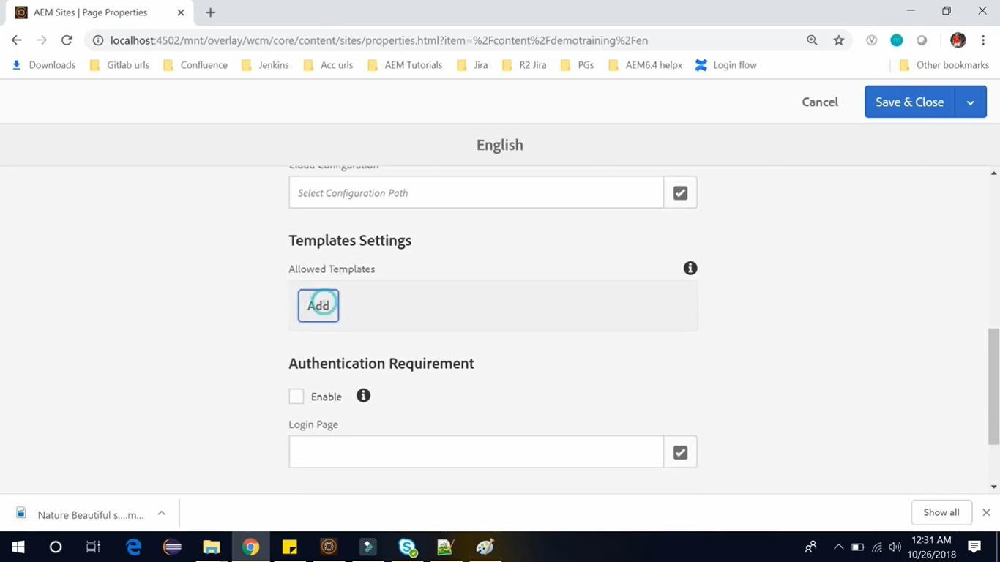 AEM Sites | Page Properties
localhost:4502/mnt/overlay/wcm/core/content/sites/properties.html?item=%2Fcontent%2Fdemotraining%2Fen
Downloads Gitlab urls Confluence Jenkins Acc urls AEM Tutorials Jira R2 Jira PGs AEM6.4 helpx Login flow Other bookmarks
Cancel Save & Close
English
Cloud Configuration
Select Configuration Path
Templates Settings
Allowed Templates
Add
Authentication Requirement
Enable
Login Page
Nature Beautiful s....m... Show all
12:31 AM
10/26/2018